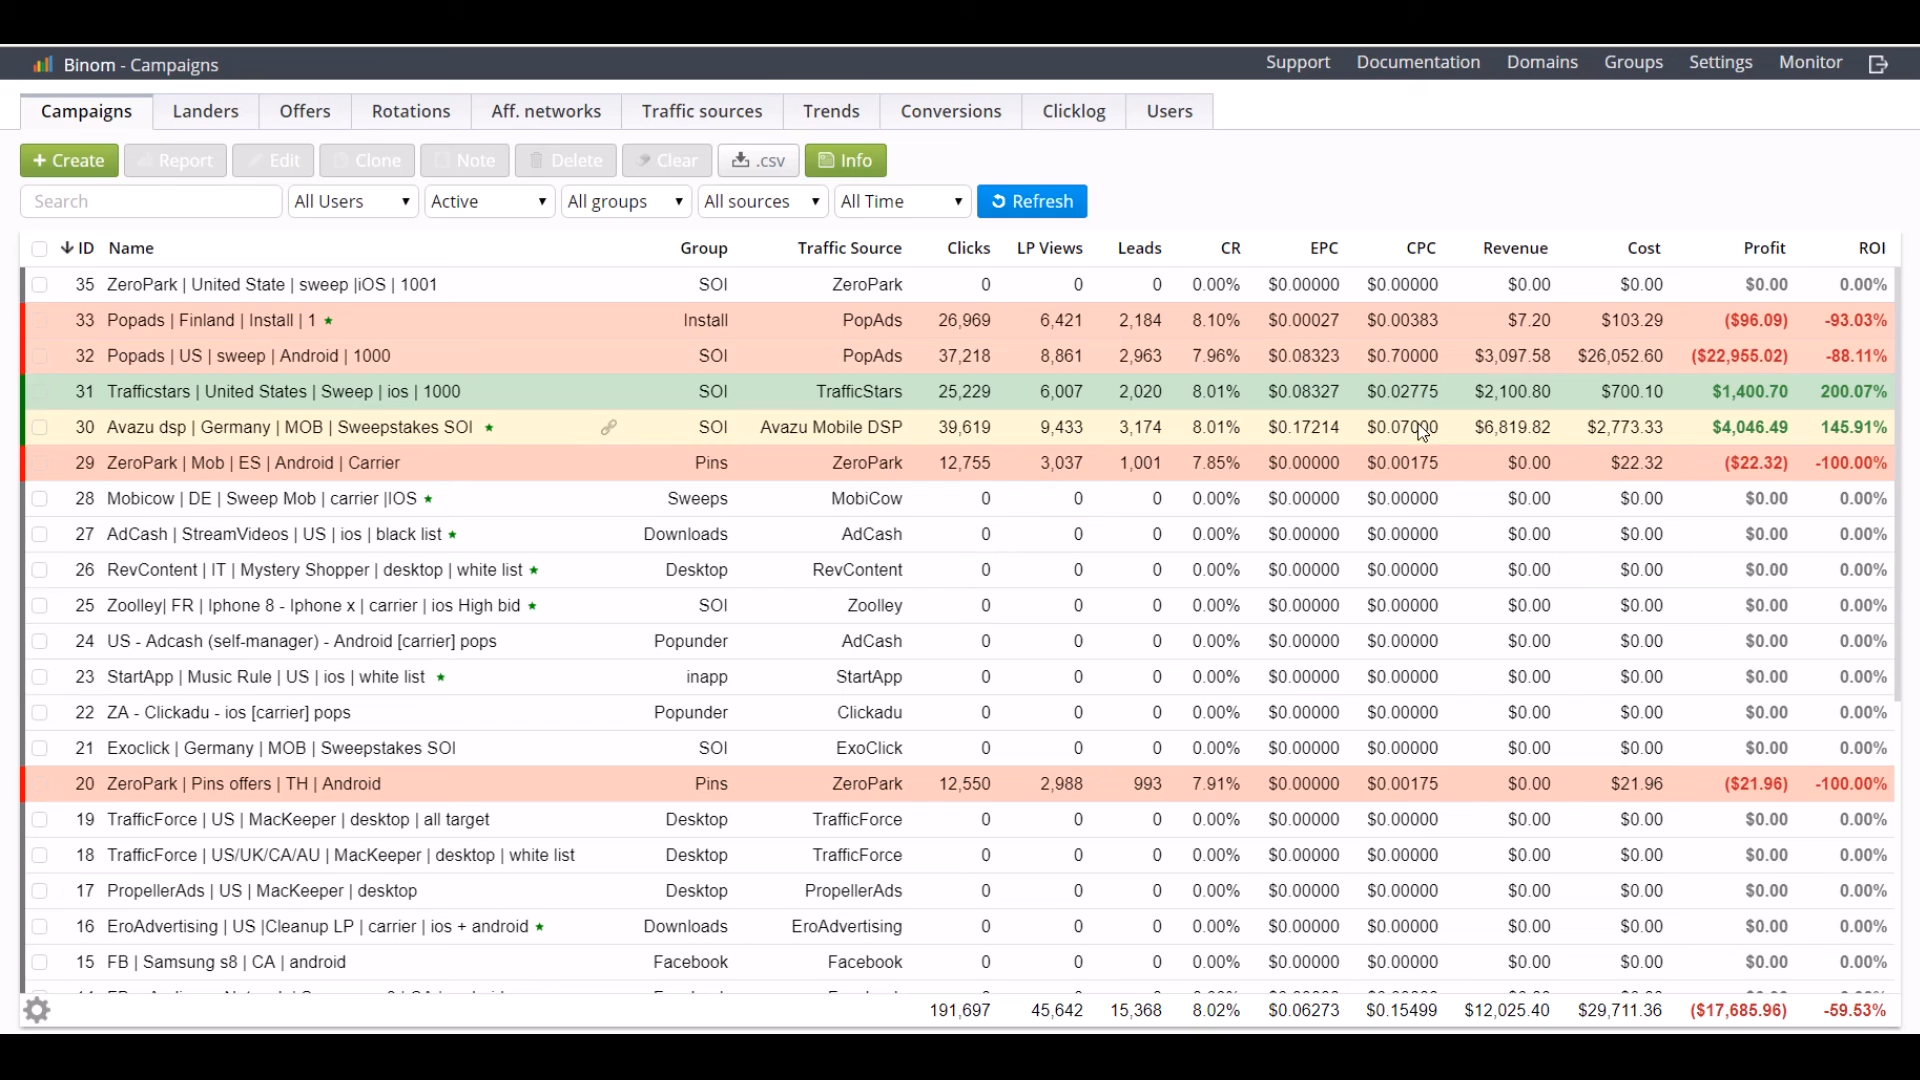 Binom - Campaigns Support Documentation Domains Groups Settings Monitor
Campaigns Landers Offers Rotations Aff. networks Traffic sources Trends Conversions Clicklog Users
+ Create Report Edit Clone Note Delete Clear .csv Info
Search All Users Active All groups All sources All Time Refresh
ID Name Group Traffic Source Clicks LP Views Leads CR EPC CPC Revenue Cost Profit ROI
35 ZeroPark | United State | sweep |iOS | 1001 SOI ZeroPark 0 0 0 0.00% $0.00000 $0.00000 $0.00 $0.00 $0.00 0.00%
33 Popads | Finland | Install | 1 Install PopAds 26,969 6,421 2,184 8.10% $0.00027 $0.00383 $7.20 $103.29 ($96.09) -93.03%
32 Popads | US | sweep | Android | 1000 SOI PopAds 37,218 8,861 2,963 7.96% $0.08323 $0.70000 $3,097.58 $26,052.60 ($22,955.02) -88.11%
31 Trafficstars | United States | Sweep | ios | 1000 SOI TrafficStars 25,229 6,007 2,020 8.01% $0.08327 $0.02775 $2,100.80 $700.10 $1,400.70 200.07%
30 Avazu dsp | Germany | MOB | Sweepstakes SOI SOI Avazu Mobile DSP 39,619 9,433 3,174 8.01% $0.17214 $0.07000 $6,819.82 $2,773.33 $4,046.49 145.91%
29 ZeroPark | Mob | ES | Android | Carrier Pins ZeroPark 12,755 3,037 1,001 7.85% $0.00000 $0.00175 $0.00 $22.32 ($22.32) -100.00%
28 Mobicow | DE | Sweep Mob | carrier |IOS Sweeps MobiCow 0 0 0 0.00% $0.00000 $0.00000 $0.00 $0.00 $0.00 0.00%
27 AdCash | StreamVideos | US | ios | black list Downloads AdCash 0 0 0 0.00% $0.00000 $0.00000 $0.00 $0.00 $0.00 0.00%
26 RevContent | IT | Mystery Shopper | desktop | white list Desktop RevContent 0 0 0 0.00% $0.00000 $0.00000 $0.00 $0.00 $0.00 0.00%
25 Zoolley| FR | Iphone 8 - Iphone x | carrier | ios High bid SOI Zoolley 0 0 0 0.00% $0.00000 $0.00000 $0.00 $0.00 $0.00 0.00%
24 US - Adcash (self-manager) - Android [carrier] pops Popunder AdCash 0 0 0 0.00% $0.00000 $0.00000 $0.00 $0.00 $0.00 0.00%
23 StartApp | Music Rule | US | ios | white list inapp StartApp 0 0 0 0.00% $0.00000 $0.00000 $0.00 $0.00 $0.00 0.00%
22 ZA - Clickadu - ios [carrier] pops Popunder Clickadu 0 0 0 0.00% $0.00000 $0.00000 $0.00 $0.00 $0.00 0.00%
21 Exoclick | Germany | MOB | Sweepstakes SOI SOI ExoClick 0 0 0 0.00% $0.00000 $0.00000 $0.00 $0.00 $0.00 0.00%
20 ZeroPark | Pins offers | TH | Android Pins ZeroPark 12,550 2,988 993 7.91% $0.00000 $0.00175 $0.00 $21.96 ($21.96) -100.00%
19 TrafficForce | US | MacKeeper | desktop | all target Desktop TrafficForce 0 0 0 0.00% $0.00000 $0.00000 $0.00 $0.00 $0.00 0.00%
18 TrafficForce | US/UK/CA/AU | MacKeeper | desktop | white list Desktop TrafficForce 0 0 0 0.00% $0.00000 $0.00000 $0.00 $0.00 $0.00 0.00%
17 PropellerAds | US | MacKeeper | desktop Desktop PropellerAds 0 0 0 0.00% $0.00000 $0.00000 $0.00 $0.00 $0.00 0.00%
16 EroAdvertising | US |Cleanup LP | carrier | ios + android Downloads EroAdvertising 0 0 0 0.00% $0.00000 $0.00000 $0.00 $0.00 $0.00 0.00%
15 FB | Samsung s8 | CA | android Facebook Facebook 0 0 0 0.00% $0.00000 $0.00000 $0.00 $0.00 $0.00 0.00%
191,697 45,642 15,368 8.02% $0.06273 $0.15499 $12,025.40 $29,711.36 ($17,685.96) -59.53%